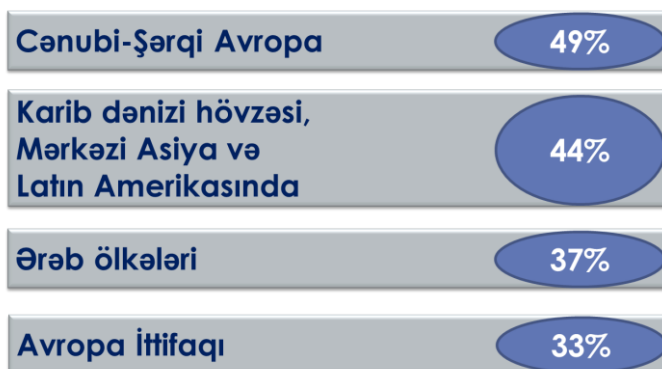 Cənubi-Şərqi Avropa 49%
Karib dənizi hövzəsi,
Mərkəzi Asiya və 44%
Latın Amerikasında
Ərəb ölkələri 37%
Avropa İttifaqı 33%